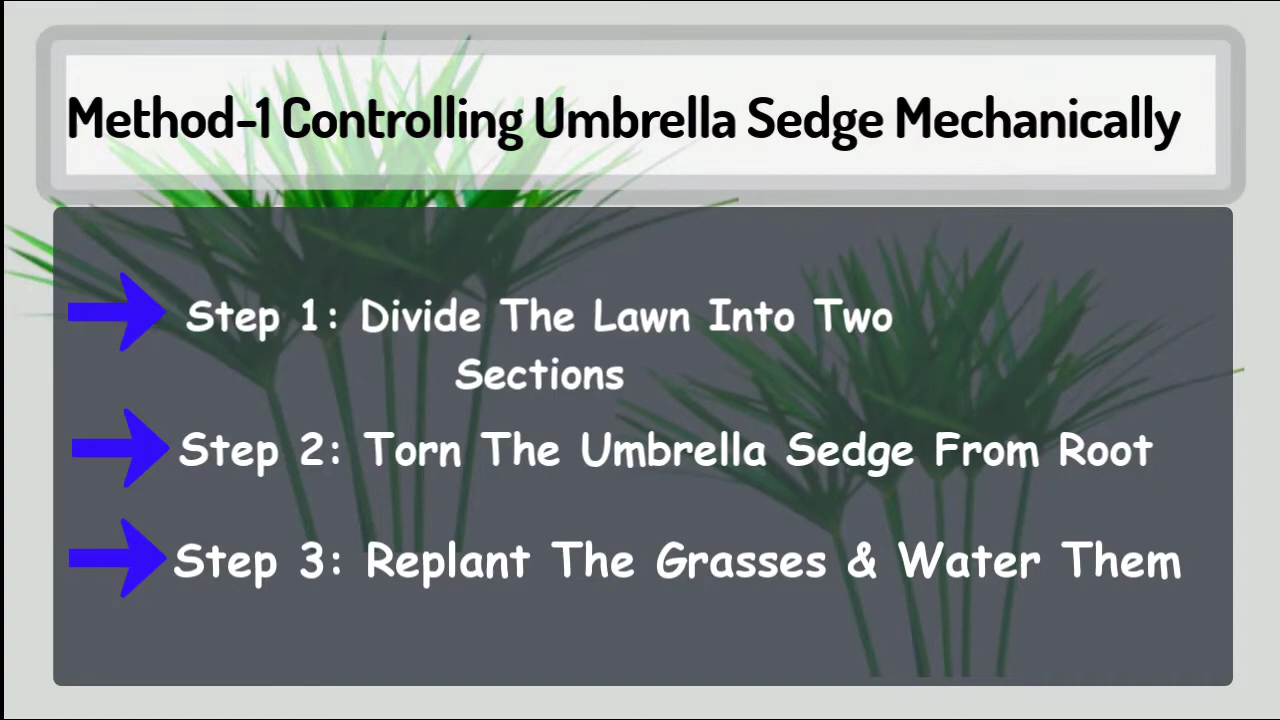 Method-1 Controlling Umbrella Sedge Mechanically
Step 1: Divide The Lawn Into Two
Sections
Step 2: Torn The Umbrella Sedge From Root
Step 3: Replant The Grasses & Water Them